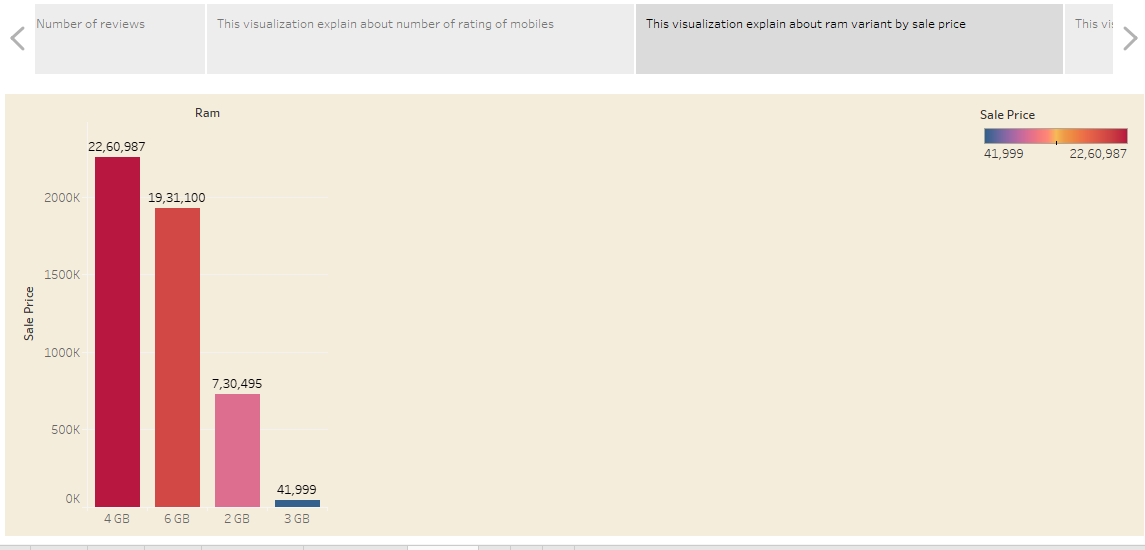 Number of reviews
This visualization explain about number of rating of mobiles
This visualization explain about ram variant by sale price
This
Ram
Sale Price
41,999
22,60,987
Sale Price
2000K
1500K
1000K
500K
0K
22,60,987
19,31,100
7,30,495
41,999
4 GB
6 GB
2 GB
3 GB